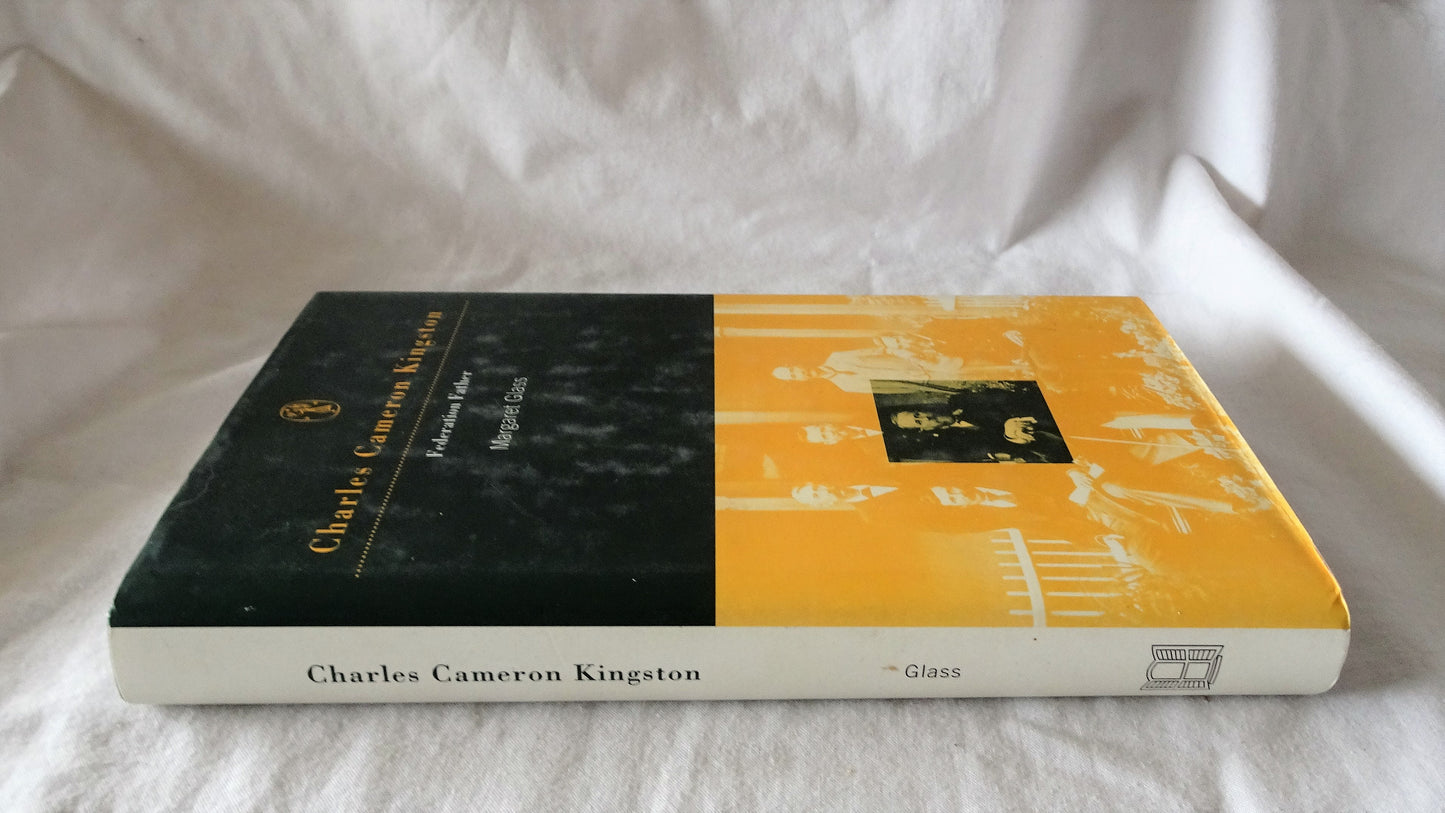 Charles Cameron Kingston
Federation Father
Margaret Glass
Charles Cameron Kingston
Glass